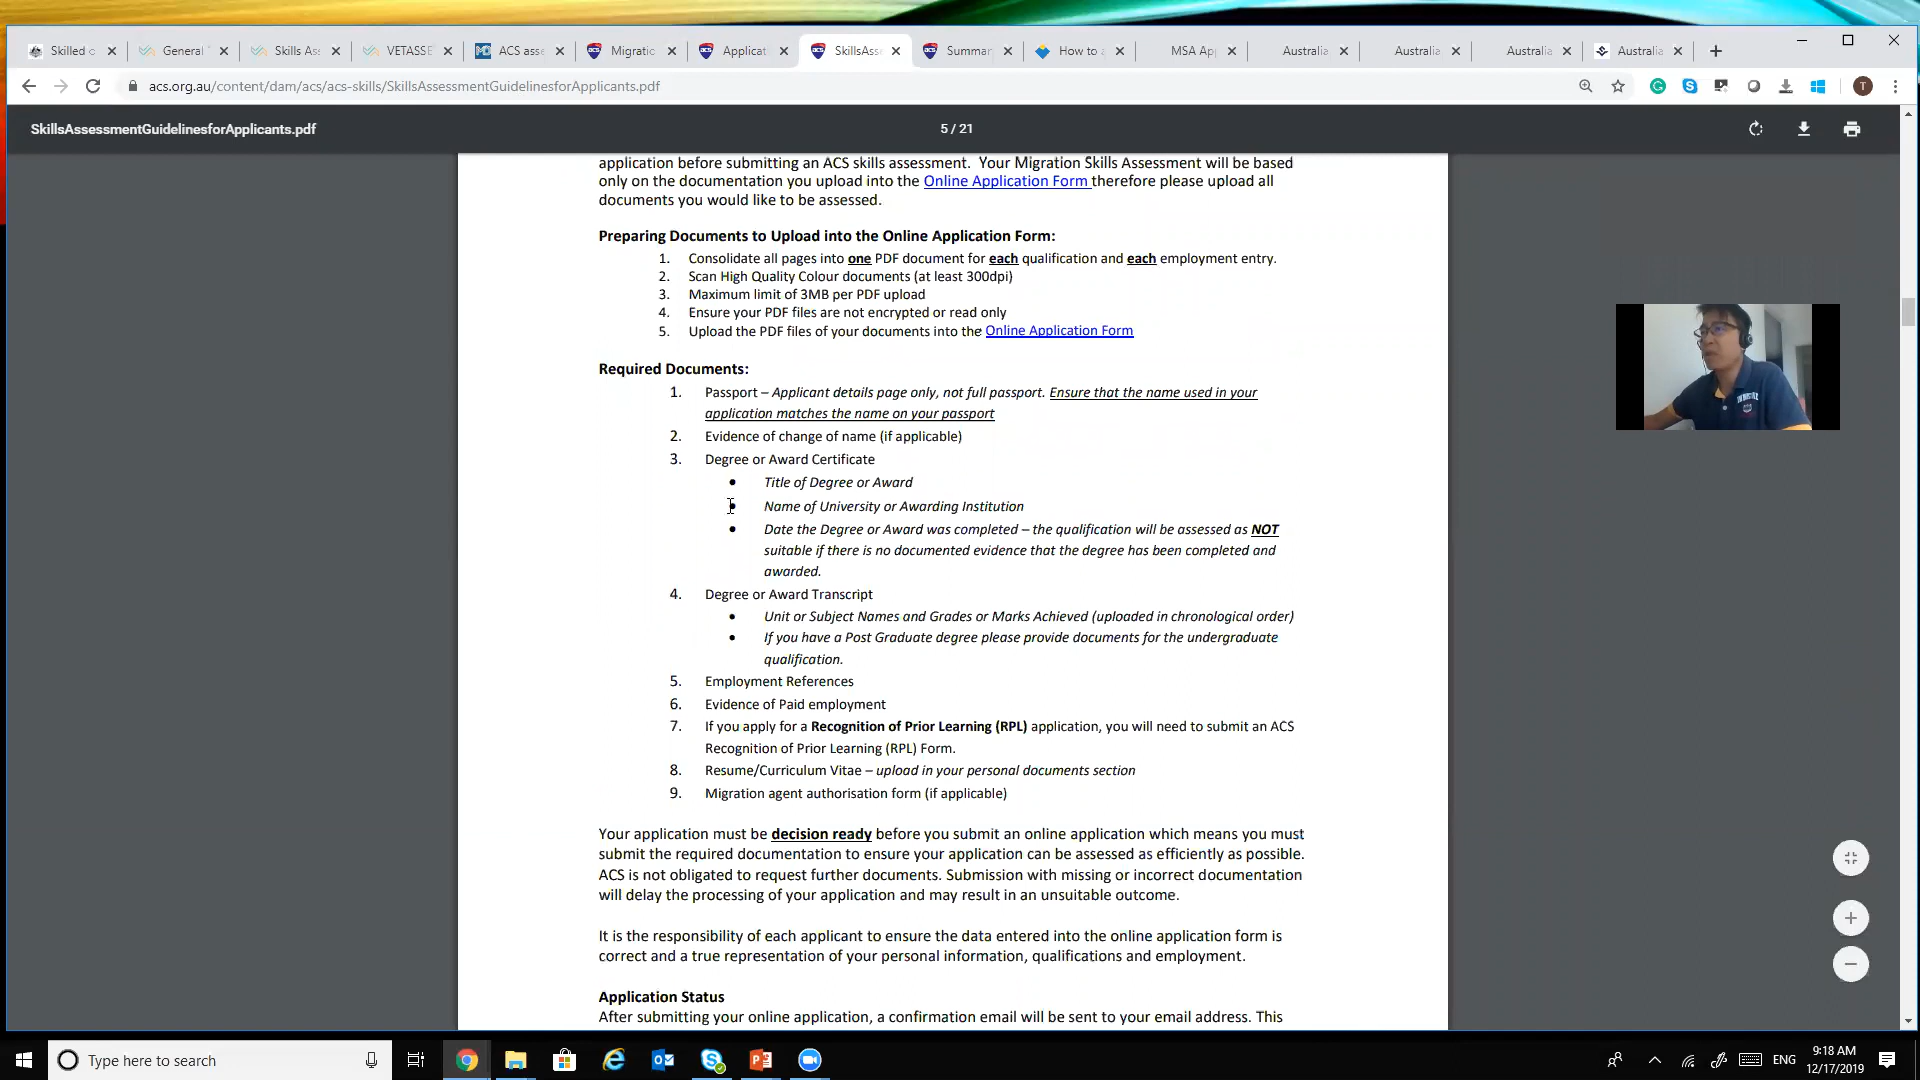 Skilled o
General T
Skills Ass
VETASSE
ACS asse
Migratio
Applicat
SkillsAss
Summar
How to a
MSA App
Australia
Australia
Australia
Australia
acs.org.au/content/dam/acs/acs-skills/SkillsAssessmentGuidelinesforApplicants.pdf
T
SkillsAssessmentGuidelinesforApplicants.pdf
5 / 21
application before submitting an ACS skills assessment. Your Migration Skills Assessment will be based
only on the documentation you upload into the Online Application Form therefore please upload all
documents you would like to be assessed.
Preparing Documents to Upload into the Online Application Form:
1. Consolidate all pages into one PDF document for each qualification and each employment entry.
2. Scan High Quality Colour documents (at least 300dpi)
3. Maximum limit of 3MB per PDF upload
4. Ensure your PDF files are not encrypted or read only
5. Upload the PDF files of your documents into the Online Application Form
Required Documents:
1. Passport – Applicant details page only, not full passport. Ensure that the name used in your
application matches the name on your passport
2. Evidence of change of name (if applicable)
3. Degree or Award Certificate
• Title of Degree or Award
• Name of University or Awarding Institution
• Date the Degree or Award was completed – the qualification will be assessed as NOT
suitable if there is no documented evidence that the degree has been completed and
awarded.
4. Degree or Award Transcript
• Unit or Subject Names and Grades or Marks Achieved (uploaded in chronological order)
• If you have a Post Graduate degree please provide documents for the undergraduate
qualification.
5. Employment References
6. Evidence of Paid employment
7. If you apply for a Recognition of Prior Learning (RPL) application, you will need to submit an ACS
Recognition of Prior Learning (RPL) Form.
8. Resume/Curriculum Vitae – upload in your personal documents section
9. Migration agent authorisation form (if applicable)
Your application must be decision ready before you submit an online application which means you must
submit the required documentation to ensure your application can be assessed as efficiently as possible.
ACS is not obligated to request further documents. Submission with missing or incorrect documentation
will delay the processing of your application and may result in an unsuitable outcome.
It is the responsibility of each applicant to ensure the data entered into the online application form is
correct and a true representation of your personal information, qualifications and employment.
Application Status
After submitting your online application, a confirmation email will be sent to your email address. This
Type here to search
ENG
9:18 AM
12/17/2019